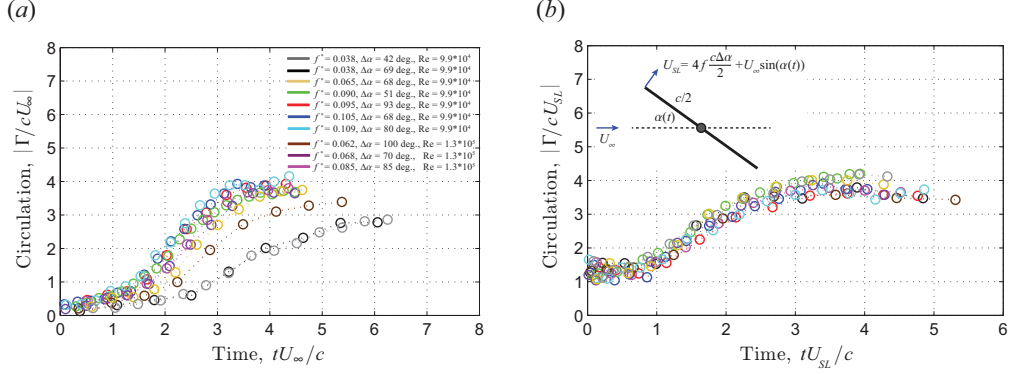 (a)
(b)
8
7
6
5
4
3
2
1
0
Circulation, |Γ/cU∞|
f* = 0.038, Δα = 42 deg., Re = 9.9*10⁴
f* = 0.038, Δα = 69 deg., Re = 9.9*10⁴
f* = 0.065, Δα = 68 deg., Re = 9.9*10⁴
f* = 0.090, Δα = 51 deg., Re = 9.9*10⁴
f* = 0.095, Δα = 93 deg., Re = 9.9*10⁴
f* = 0.105, Δα = 68 deg., Re = 9.9*10⁴
f* = 0.109, Δα = 80 deg., Re = 9.9*10⁴
f* = 0.062, Δα = 100 deg., Re = 1.3*10⁵
f* = 0.068, Δα = 70 deg., Re = 1.3*10⁵
f* = 0.085, Δα = 85 deg., Re = 1.3*10⁵
0 1 2 3 4 5 6 7 8
Time, tU∞/c
8
7
6
5
4
3
2
1
0
Circulation, |Γ/cU_SL|
U_SL = 4f cΔα/2 + U∞ sin(α(t))
c/2
α(t)
U∞
0 1 2 3 4 5 6
Time, tU_SL/c